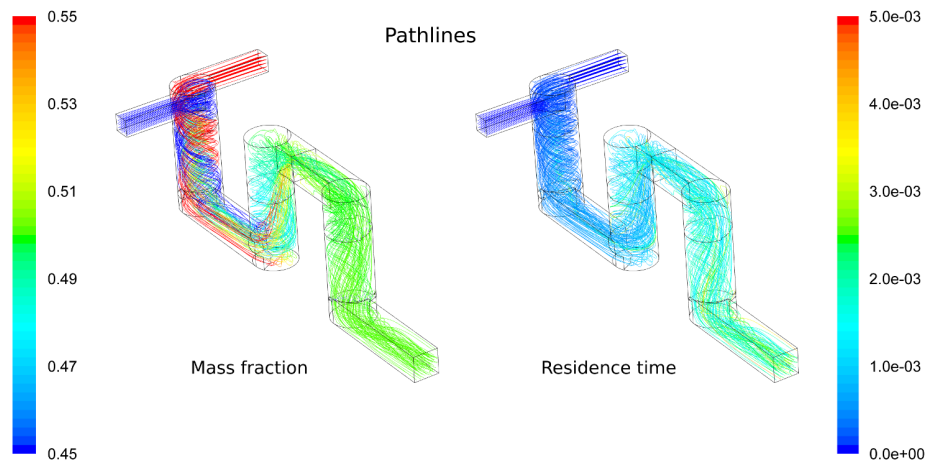 Pathlines
0.55
0.53
0.51
0.49
0.47
0.45
Mass fraction
Residence time
5.0e-03
4.0e-03
3.0e-03
2.0e-03
1.0e-03
0.0e+00